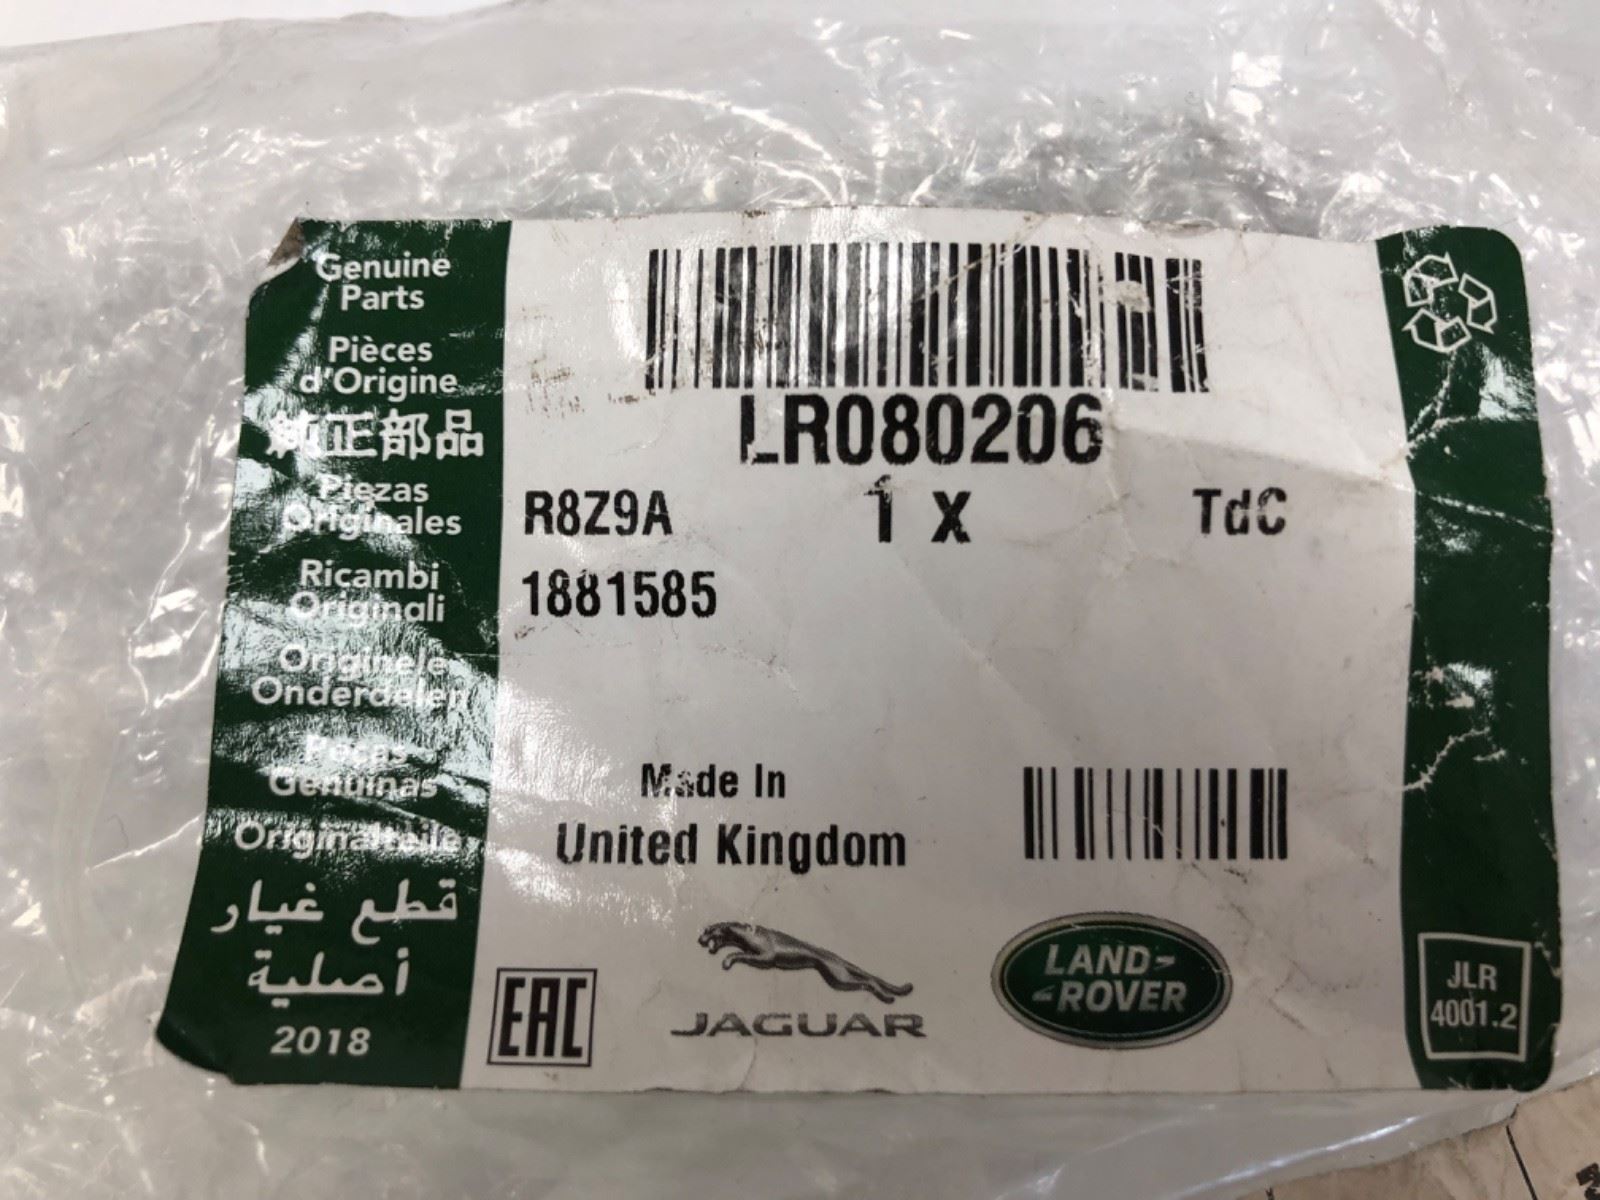 Genuine
Parts
Pièces
d'Origine
純正部品
Piezas
Originales
Ricambi
Originali
Originele
Onderdelen
Peças
Genuínas
Originalteile
قطع غيار
أصلية
2018
LR080206
R8Z9A 1 x TdC
1881585
Made In
United Kingdom
EAC
JAGUAR
LAND-
-ROVER
JLR
4001.2